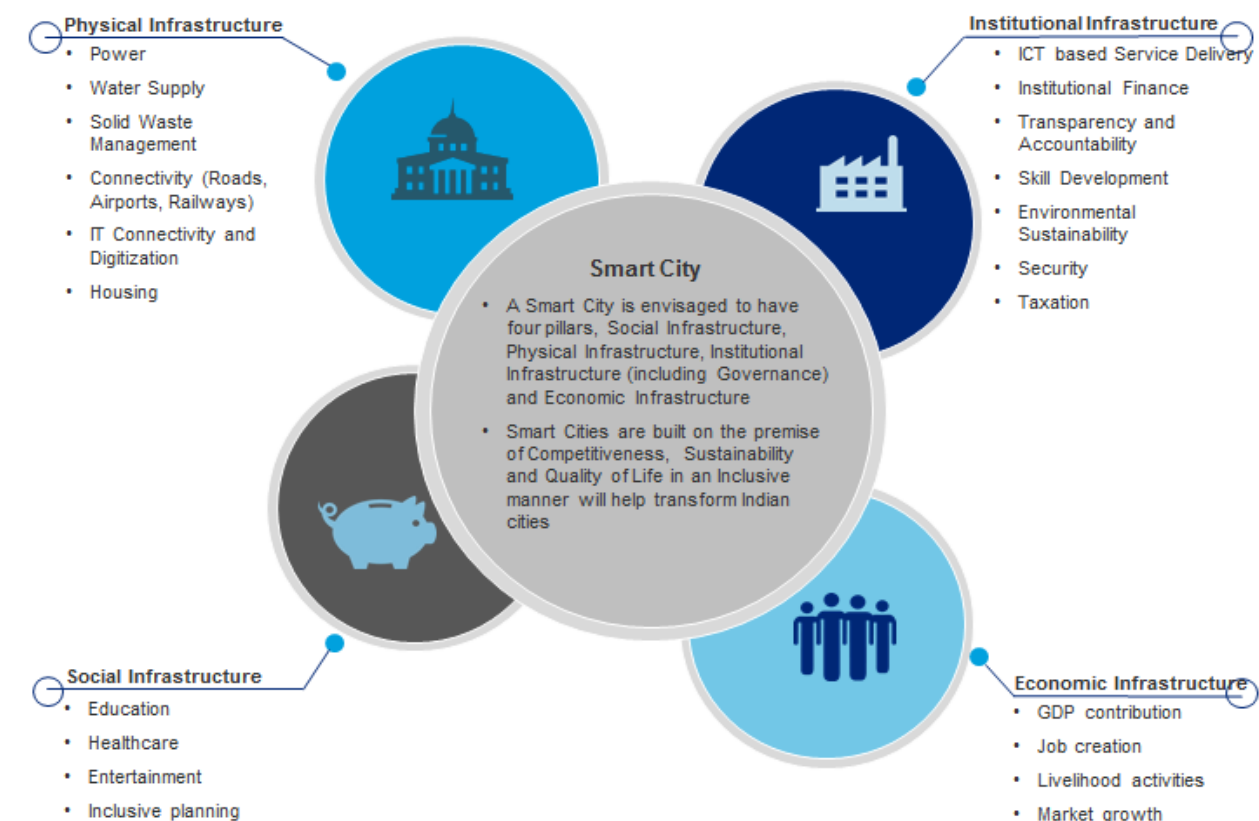 Physical Infrastructure
• Power
• Water Supply
• Solid Waste
Management
• Connectivity (Roads,
Airports, Railways)
• IT Connectivity and
Digitization
• Housing
Institutional Infrastructure
• ICT based Service Delivery
• Institutional Finance
• Transparency and
Accountability
• Skill Development
• Environmental
Sustainability
• Security
• Taxation
Smart City
• A Smart City is envisaged to have
four pillars, Social Infrastructure,
Physical Infrastructure, Institutional
Infrastructure (including Governance)
and Economic Infrastructure
• Smart Cities are built on the premise
of Competitiveness, Sustainability
and Quality of Life in an Inclusive
manner will help transform Indian
cities
Social Infrastructure
• Education
• Healthcare
• Entertainment
• Inclusive planning
Economic Infrastructure
• GDP contribution
• Job creation
• Livelihood activities
• Market growth